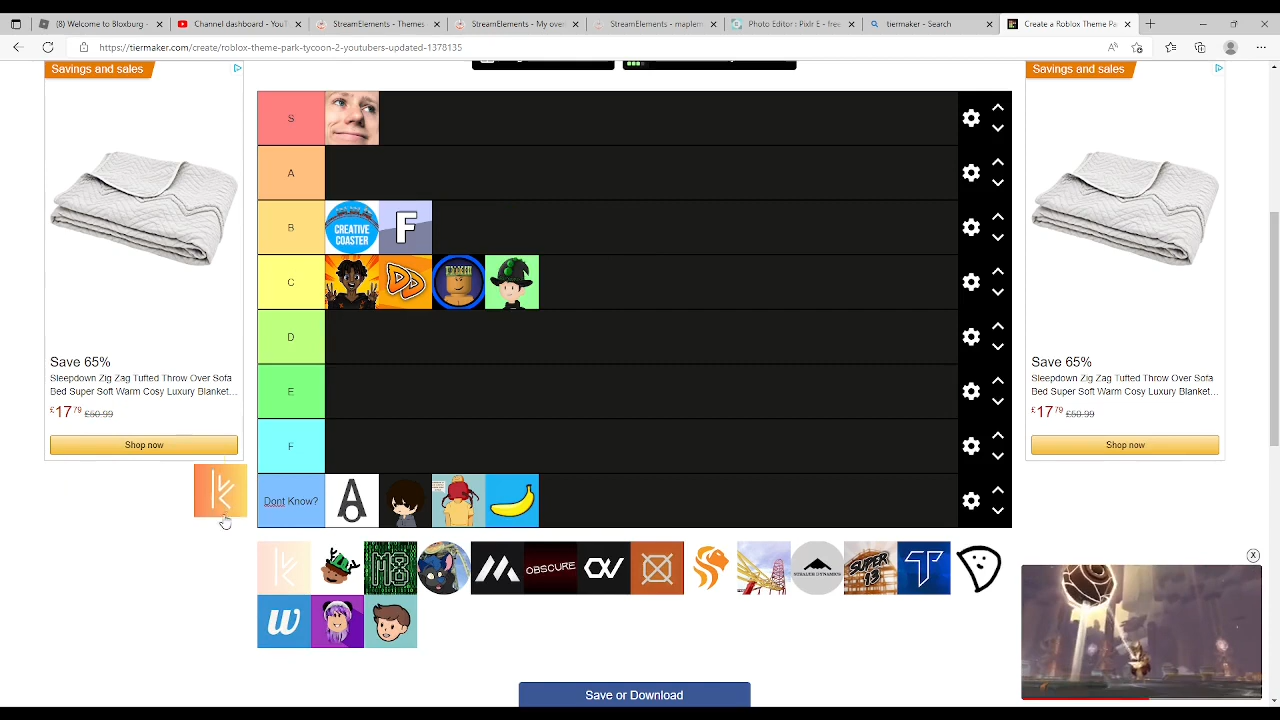 (8) Welcome to Bloxburg - 
Channel dashboard - YouT
StreamElements - Themes
StreamElements - My over
StreamElements - maplem
Photo Editor : Pixlr E - free
tiermaker - Search
Create a Roblox Theme Pa
https://tiermaker.com/create/roblox-theme-park-tycoon-2-youtubers-updated-1378135
Savings and sales
Save 65%
Sleepdown Zig Zag Tufted Throw Over Sofa
Bed Super Soft Warm Cosy Luxury Blanket...
£17 79 £50.99
Shop now
S
A
B
CREATIVE
COASTER
F
C
D
E
F
Dont Know?
A
M8
OBSCURE
STEALTH DYNAMICS
SUPER
13
T
w
Save or Download
Savings and sales
Save 65%
Sleepdown Zig Zag Tufted Throw Over Sofa
Bed Super Soft Warm Cosy Luxury Blanket...
£17 79 £50.99
Shop now